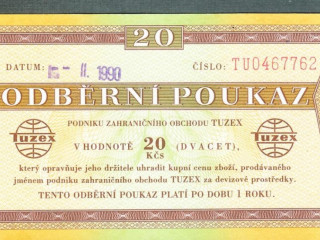 20
DATUM: II. 1990 ČÍSLO: TU0467762
ODBĚRNÍ POUKAZ
PODNIKU ZAHRANIČNÍHO OBCHODU TUZEX
Tuzex V HODNOTĚ 20 (DVACET), Tuzex
KČS
který opravňuje jeho držitele uhradit kupní cenu zboží, prodávaného
jménem podniku zahraničního obchodu TUZEX za devizové prostředky.
TENTO ODBĚRNÍ POUKAZ PLATÍ PO DOBU 1 ROKU.
20